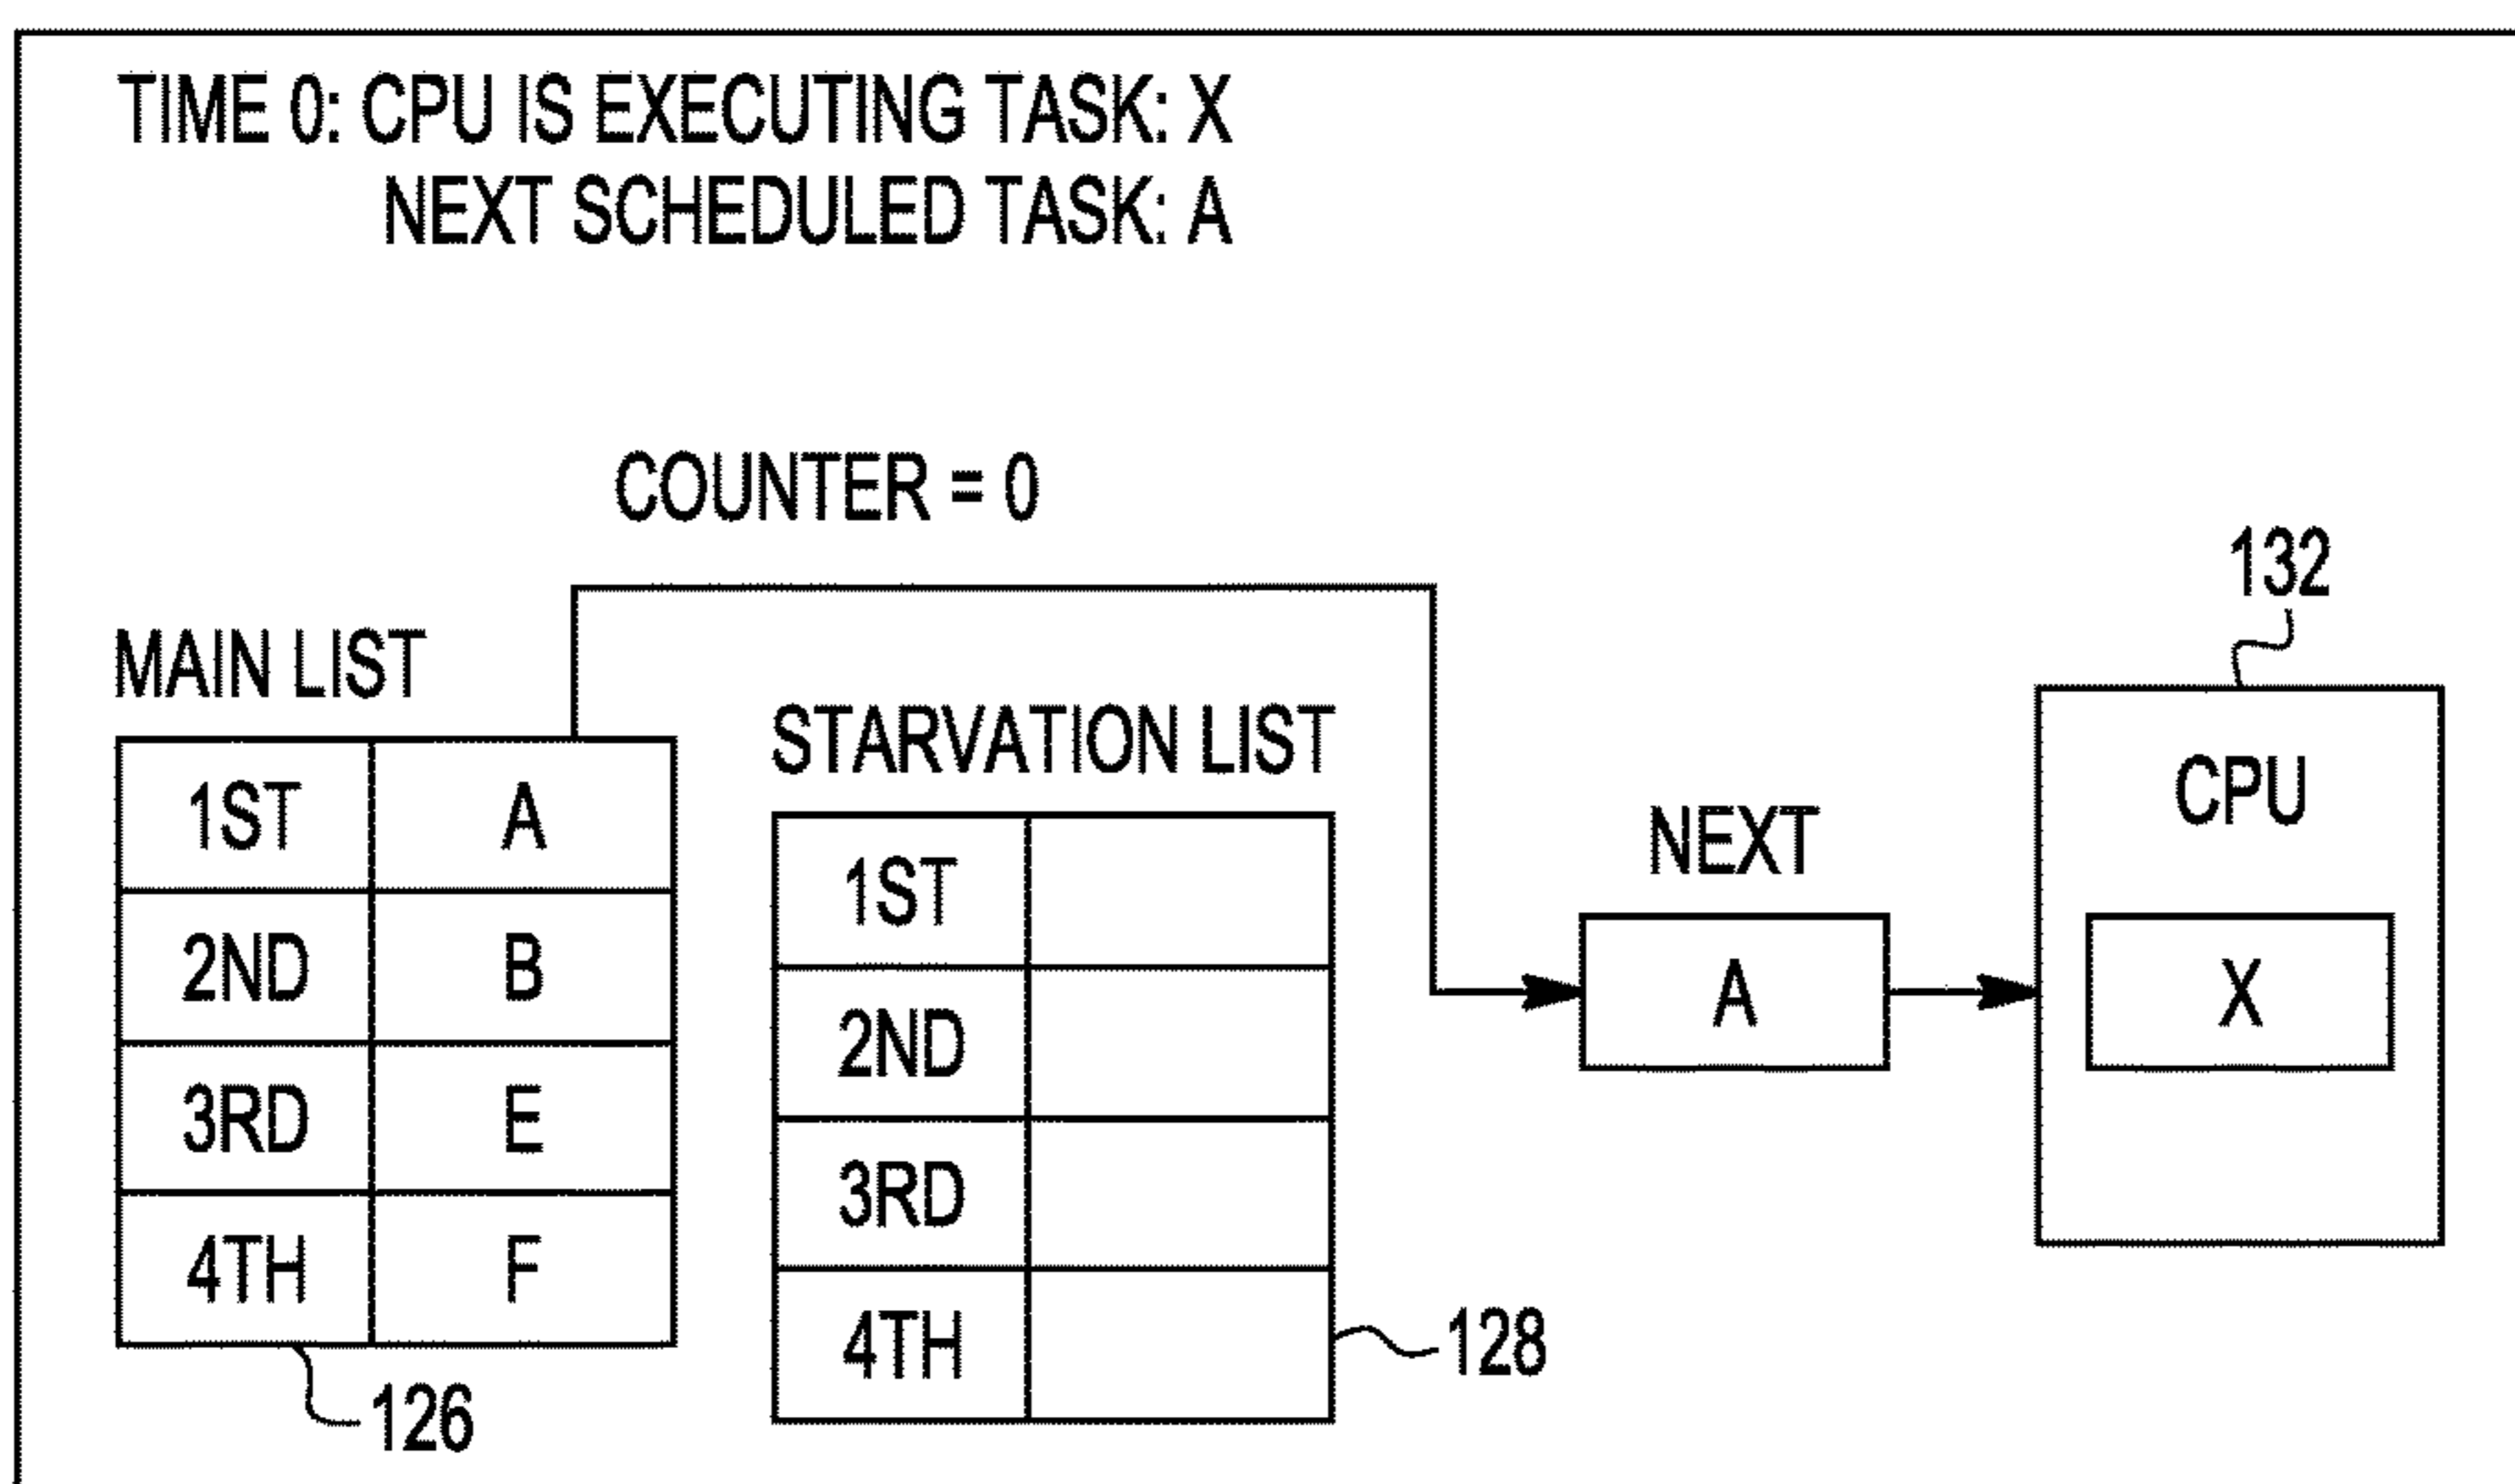 TIME 0: CPU IS EXECUTING TASK: X
NEXT SCHEDULED TASK: A
COUNTER = 0
MAIN LIST
1ST A
2ND B
3RD E
4TH F
126
STARVATION LIST
1ST
2ND
3RD
4TH
128
NEXT
A
132
CPU
X